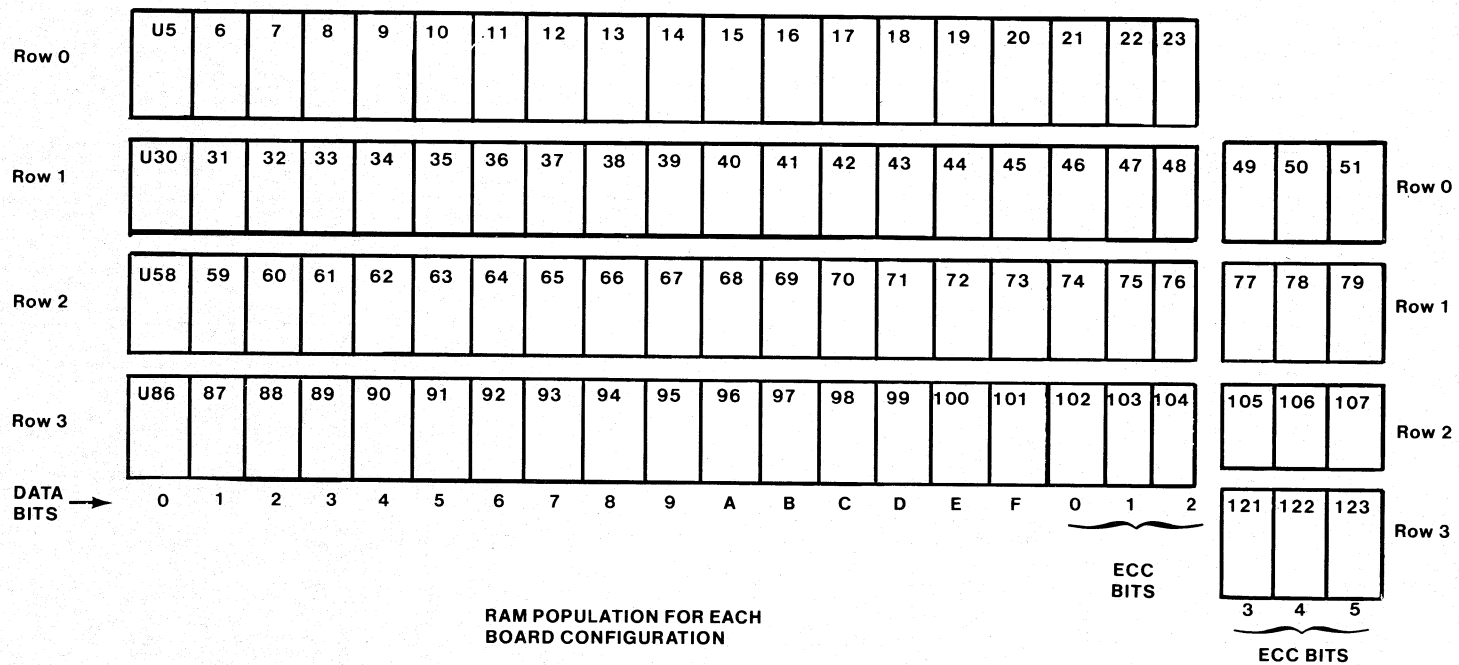 Row 0 U5 6 7 8 9 10 11 12 13 14 15 16 17 18 19 20 21 22 23
Row 1 U30 31 32 33 34 35 36 37 38 39 40 41 42 43 44 45 46 47 48 49 50 51 Row 0
Row 2 U58 59 60 61 62 63 64 65 66 67 68 69 70 71 72 73 74 75 76 77 78 79 Row 1
Row 3 U86 87 88 89 90 91 92 93 94 95 96 97 98 99 100 101 102 103 104 105 106 107 Row 2
DATA
BITS 0 1 2 3 4 5 6 7 8 9 A B C D E F 0 1 2
121 122 123 Row 3
ECC
BITS
3 4 5
ECC BITS
RAM POPULATION FOR EACH
BOARD CONFIGURATION